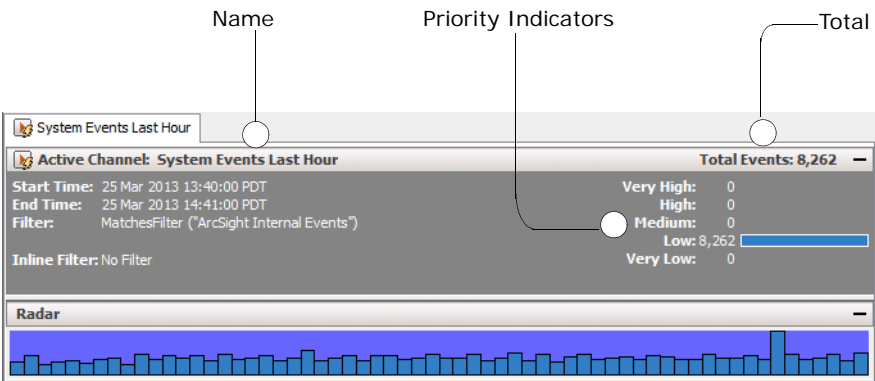 Name Priority Indicators Total
System Events Last Hour
Active Channel: System Events Last Hour Total Events: 8,262
Start Time: 25 Mar 2013 13:40:00 PDT Very High: 0
End Time: 25 Mar 2013 14:41:00 PDT High: 0
Filter: MatchesFilter ("ArcSight Internal Events") Medium: 0
Low: 8,262
Inline Filter: No Filter Very Low: 0
Radar